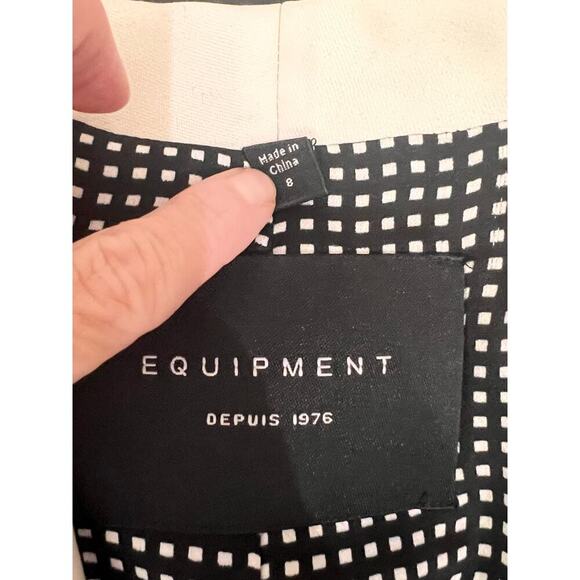 Made in
China
8
EQUIPMENT
DEPUIS 1976